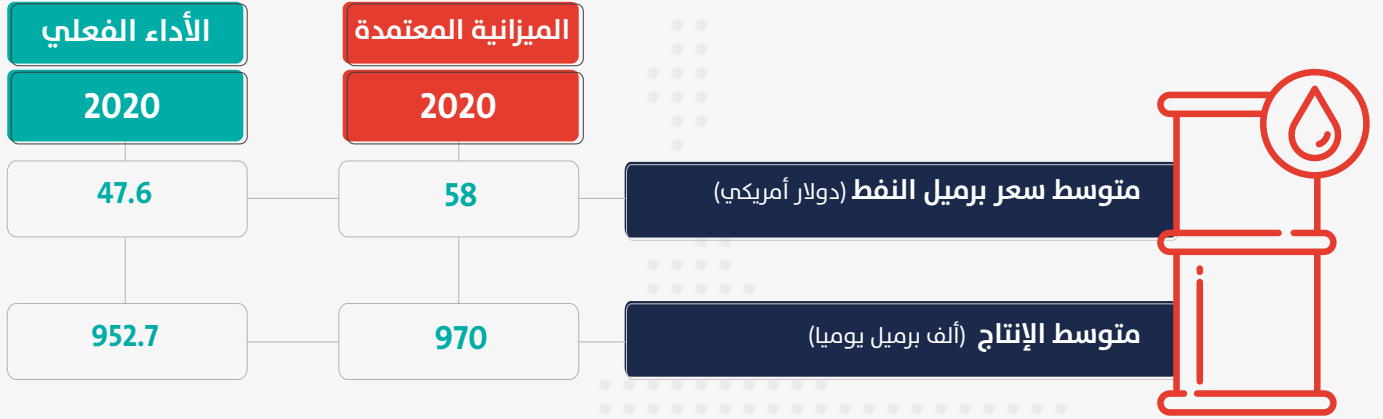 الميزانية المعتمدة
الأداء الفعلي
2020
2020
متوسط سعر برميل النفط (دولار أمريكي)
58
47.6
متوسط الإنتاج (ألف برميل يوميا)
970
952.7